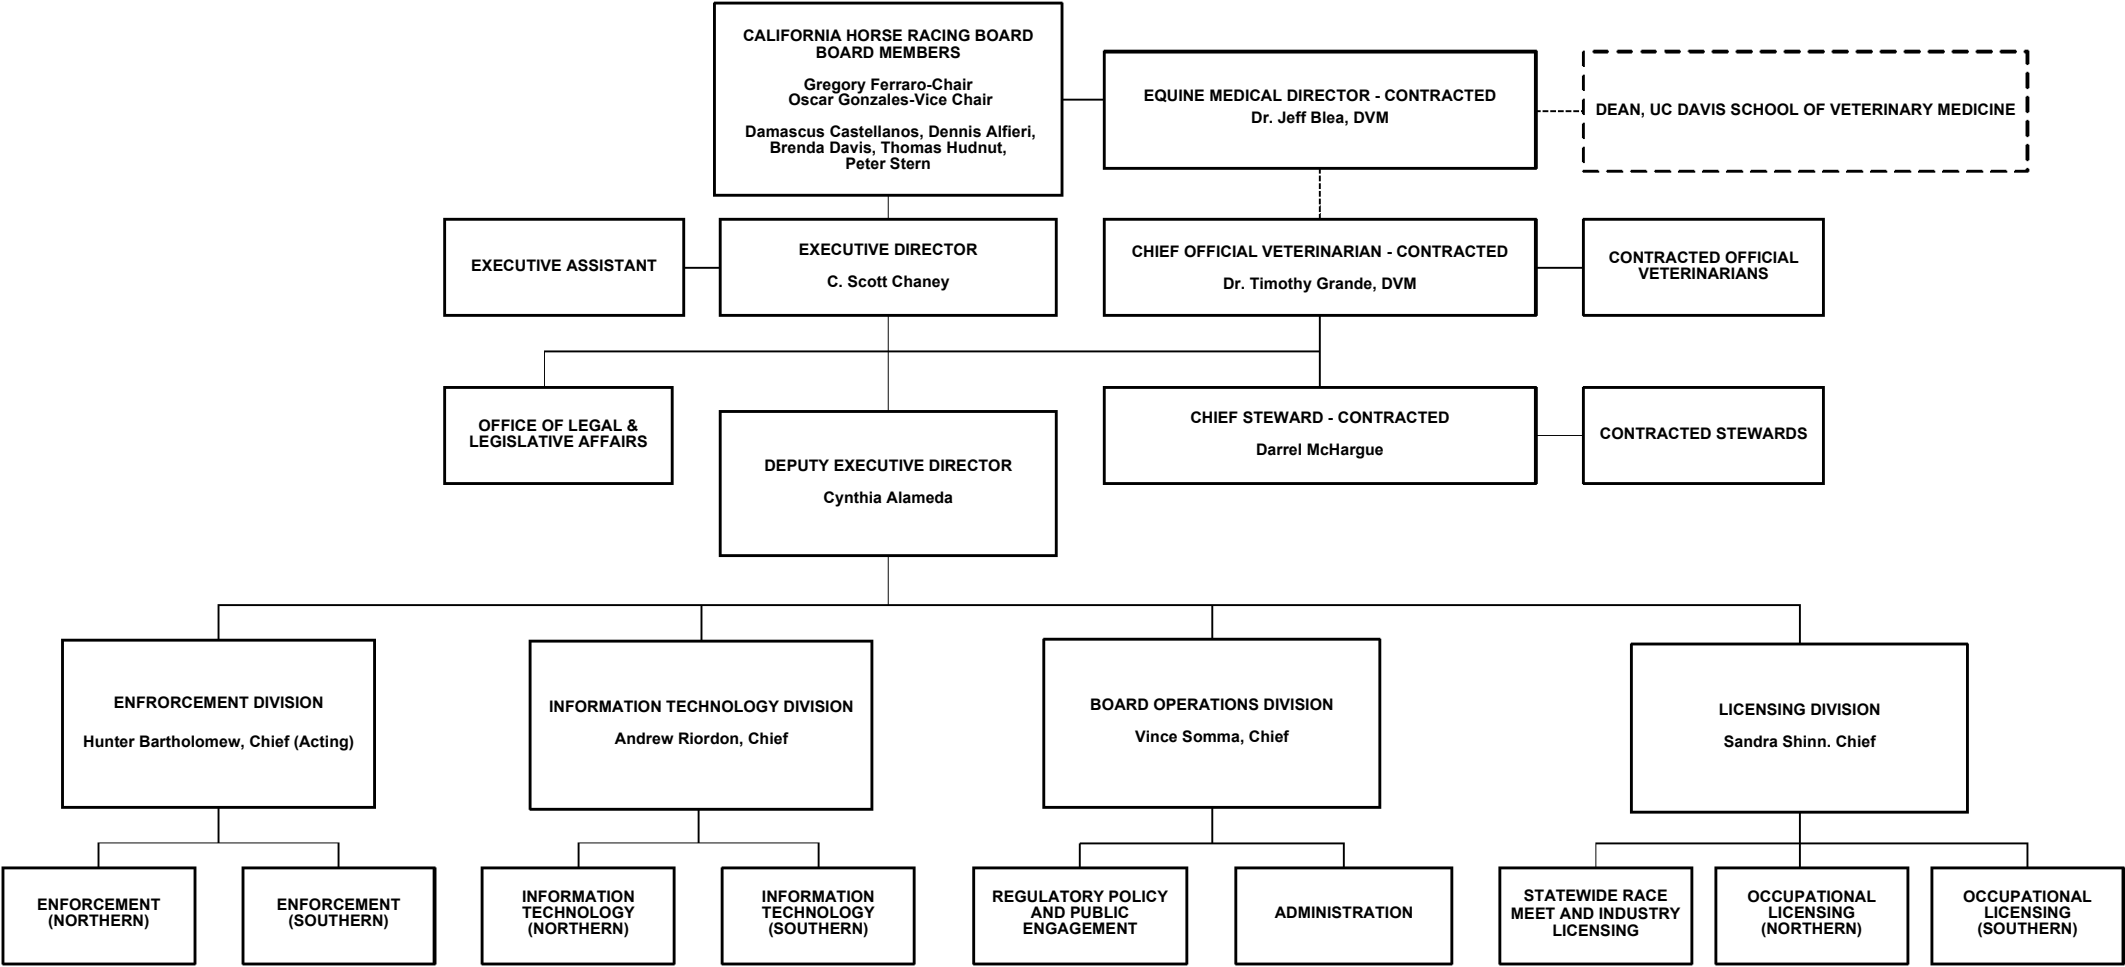 CALIFORNIA HORSE RACING BOARD
BOARD MEMBERS
Gregory Ferraro-Chair
Oscar Gonzales-Vice Chair
Damascus Castellanos, Dennis Alfieri,
Brenda Davis, Thomas Hudnut,
Peter Stern
EQUINE MEDICAL DIRECTOR - CONTRACTED
Dr. Jeff Blea, DVM
DEAN, UC DAVIS SCHOOL OF VETERINARY MEDICINE
EXECUTIVE ASSISTANT
EXECUTIVE DIRECTOR
C. Scott Chaney
CHIEF OFFICIAL VETERINARIAN - CONTRACTED
Dr. Timothy Grande, DVM
CONTRACTED OFFICIAL
VETERINARIANS
OFFICE OF LEGAL &
LEGISLATIVE AFFAIRS
DEPUTY EXECUTIVE DIRECTOR
Cynthia Alameda
CHIEF STEWARD - CONTRACTED
Darrel McHargue
CONTRACTED STEWARDS
ENFRORCEMENT DIVISION
Hunter Bartholomew, Chief (Acting)
INFORMATION TECHNOLOGY DIVISION
Andrew Riordon, Chief
BOARD OPERATIONS DIVISION
Vince Somma, Chief
LICENSING DIVISION
Sandra Shinn. Chief
ENFORCEMENT
(NORTHERN)
ENFORCEMENT
(SOUTHERN)
INFORMATION
TECHNOLOGY
(NORTHERN)
INFORMATION
TECHNOLOGY
(SOUTHERN)
REGULATORY POLICY
AND PUBLIC
ENGAGEMENT
ADMINISTRATION
STATEWIDE RACE
MEET AND INDUSTRY
LICENSING
OCCUPATIONAL
LICENSING
(NORTHERN)
OCCUPATIONAL
LICENSING
(SOUTHERN)